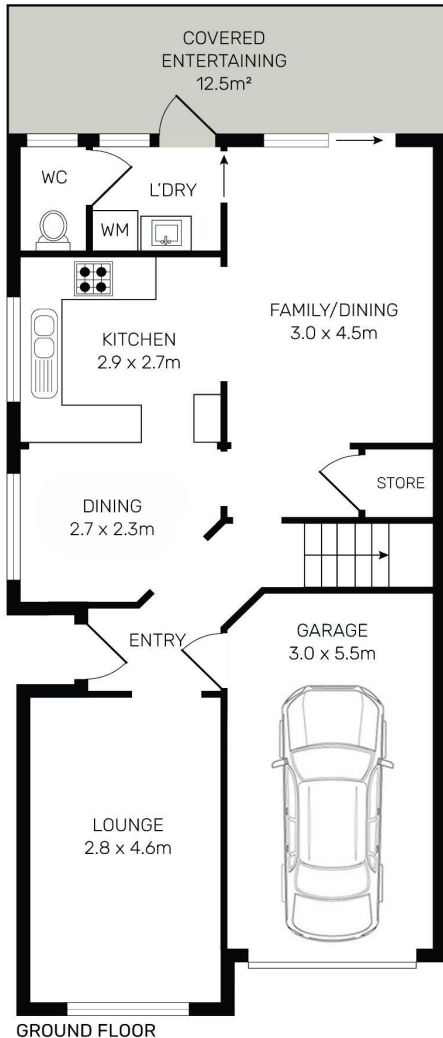 COVERED
ENTERTAINING
12.5m²
WC
L'DRY
WM
KITCHEN
2.9 x 2.7m
FAMILY/DINING
3.0 x 4.5m
STORE
DINING
2.7 x 2.3m
ENTRY
GARAGE
3.0 x 5.5m
LOUNGE
2.8 x 4.6m
GROUND FLOOR